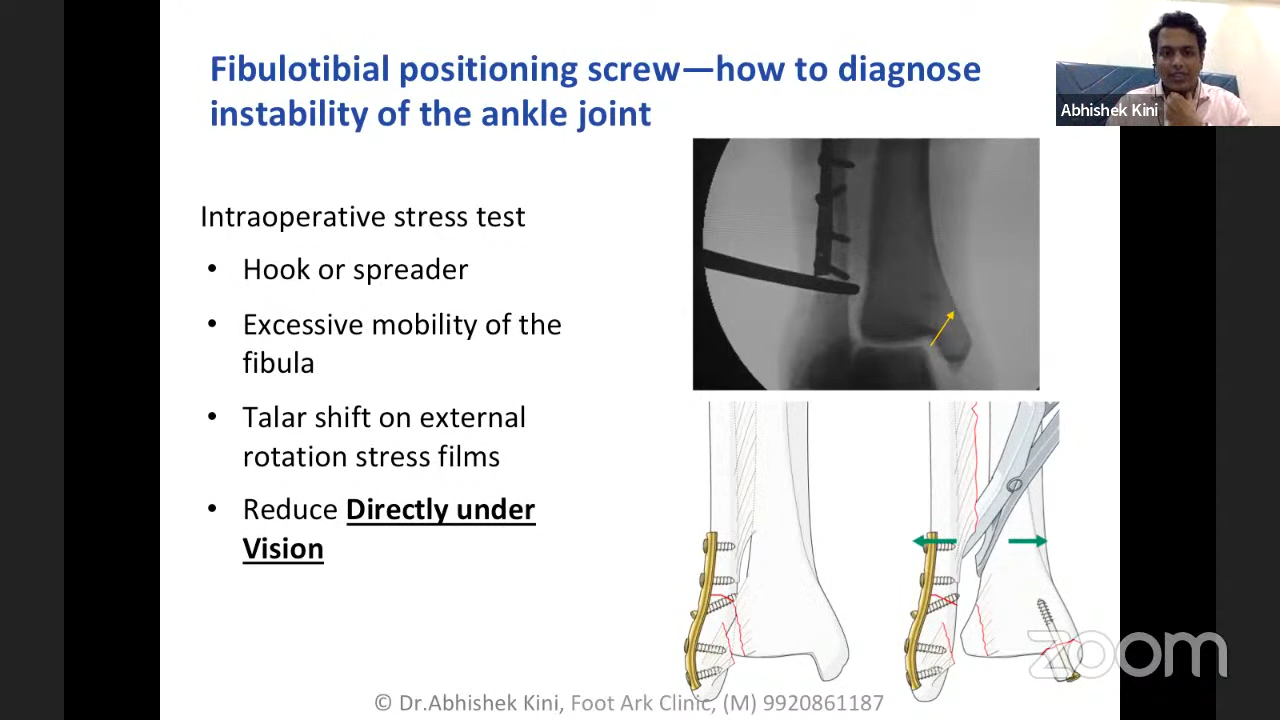 Fibulotibial positioning screw—how to diagnose
instability of the ankle joint
Abhishek Kini
Intraoperative stress test
• Hook or spreader
• Excessive mobility of the
fibula
• Talar shift on external
rotation stress films
• Reduce Directly under
Vision
zoom
© Dr.Abhishek Kini, Foot Ark Clinic, (M) 9920861187